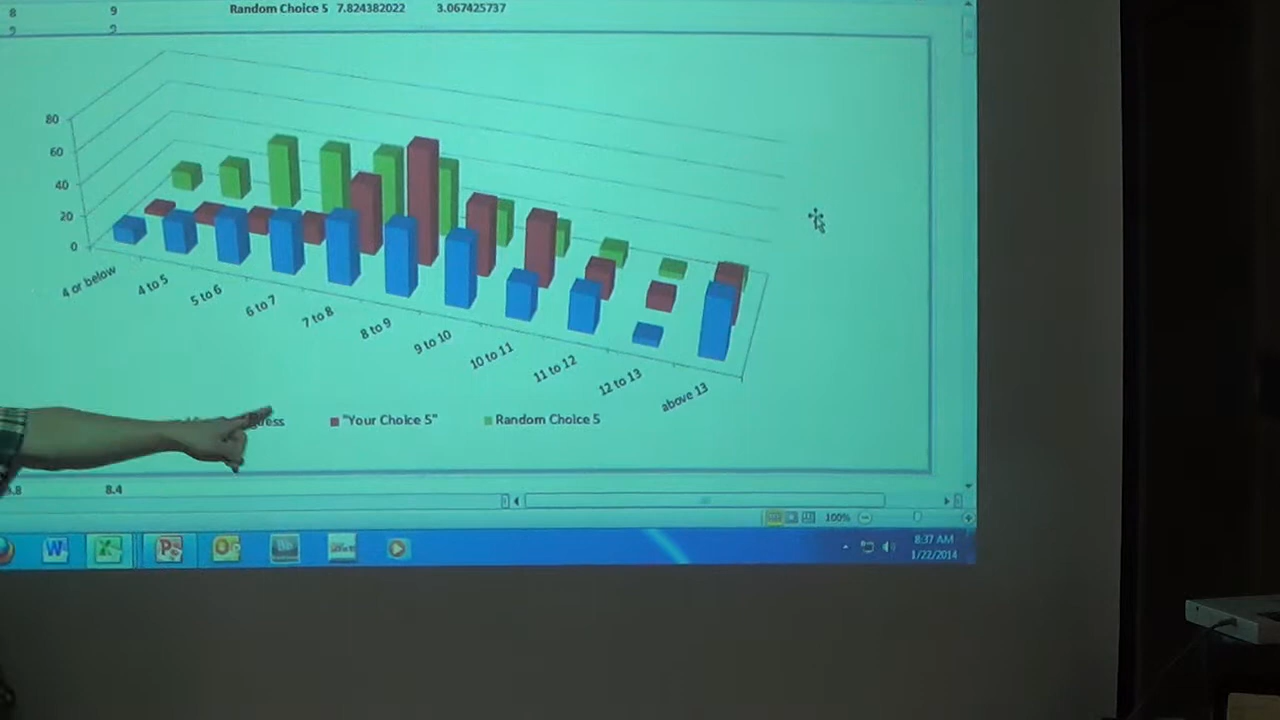 8 9 Random Choice 5 7.824382022 3.067425737
9 9
80
60
40
20
0
4 or below
4 to 5
5 to 6
6 to 7
7 to 8
8 to 9
9 to 10
10 to 11
11 to 12
12 to 13
above 13
"Your Choice 5" Random Choice 5
8.4
100%
8:37 AM
1/22/2014